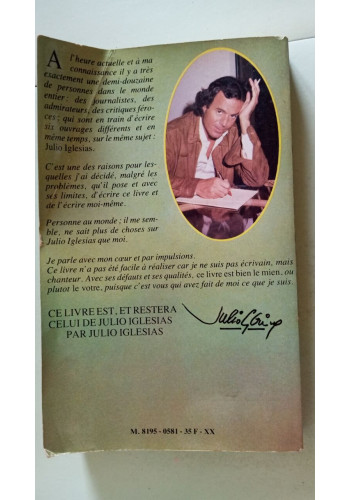 A l'heure actuelle et à ma
connaissance il y a très
exactement une demi-douzaine
de personnes dans le monde
entier : des journalistes, des
admirateurs, des critiques féro-
ces ; qui sont en train d'écrire
sis ouvrages différents et en
même temps, sur le même sujet :
Julio Iglesias.
C'est une des raisons pour les-
quelles j'ai décidé, malgré les
problèmes, qu'il pose et avec
ses limites, d'écrire ce livre et
de l'écrire moi-même.
Personne au monde ; il me sem-
ble, ne sait plus de choses sur
Julio Iglesias que moi.
Je parle avec mon cœur et par impulsions.
Ce livre n'a pas été facile à réaliser car je ne suis pas écrivain, mais
chanteur. Avec ses défauts et ses qualités, ce livre est bien le mien, ou
plutot le votre, puisque c'est vous qui avez fait de moi ce que je suis.
CE LIVRE EST, ET RESTERA
CELUI DE JULIO IGLESIAS
PAR JULIO IGLESIAS
M. 8195 - 0581 - 35 F - XX